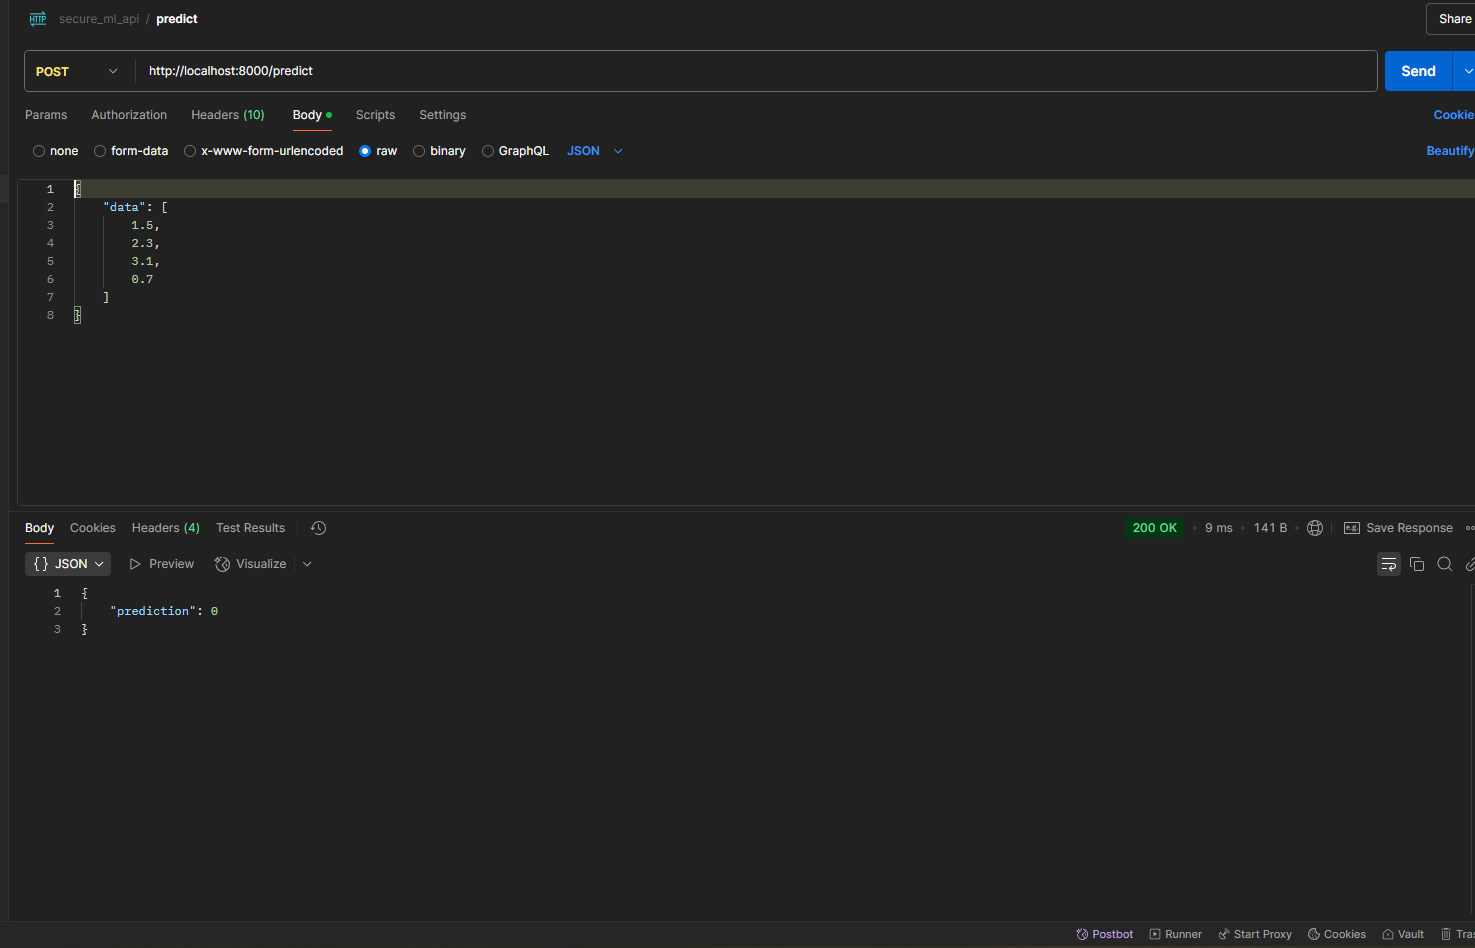 HTTP secure_ml_api / predict Share
POST http://localhost:8000/predict Send
Params Authorization Headers (10) Body Scripts Settings Cookie
none form-data x-www-form-urlencoded raw binary GraphQL JSON Beautify
1 {
2 "data": [
3 1.5,
4 2.3,
5 3.1,
6 0.7
7 ]
8 }
Body Cookies Headers (4) Test Results 200 OK • 9 ms • 141 B • e.g. Save Response
{} JSON Preview Visualize
1 {
2 "prediction": 0
3 }
Postbot Runner Start Proxy Cookies Vault Tra